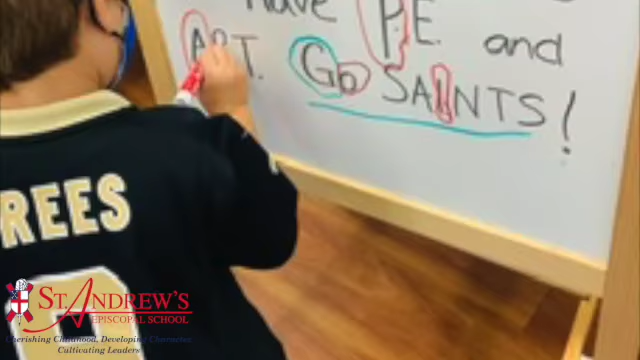 Have P.E. and
ART. Go SAINTS!
REES
ST. ANDREW'S
EPISCOPAL SCHOOL
Cherishing Childhood, Developing Character,
Cultivating Leaders